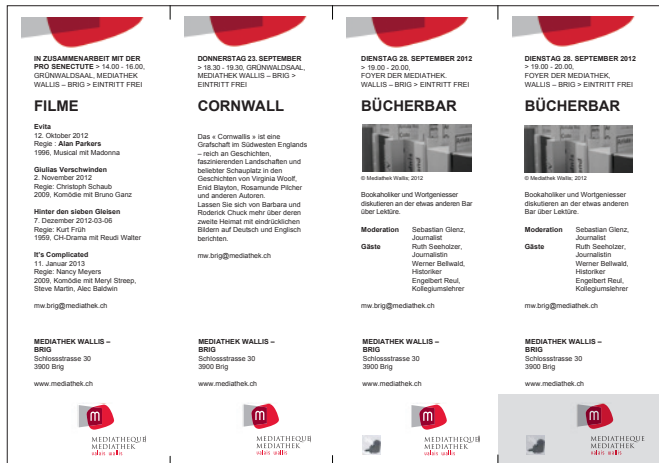 IN ZUSAMMENARBEIT MIT DER
PRO SENECTUTE > 14.00 - 16.00,
GRÜNWALDSAAL, MEDIATHEK
WALLIS – BRIG > EINTRITT FREI
FILME
Evita
12. Oktober 2012
Regie : Alan Parkers
1996, Musical mit Madonna
Giulias Verschwinden
2. November 2012
Regie: Christoph Schaub
2009, Komödie mit Bruno Ganz
Hinter den sieben Gleisen
7. Dezember 2012-03-06
Regie: Kurt Früh
1959, CH-Drama mit Reudi Walter
It's Complicated
11. Januar 2013
Regie: Nancy Meyers
2009, Komödie mit Meryl Streep,
Steve Martin, Alec Baldwin
mw.brig@mediathek.ch
MEDIATHEK WALLIS –
BRIG
Schlossstrasse 30
3900 Brig
www.mediathek.ch
m
MEDIATHEQUE
MEDIATHEK
valais wallis
DONNERSTAG 23. SEPTEMBER
> 18.30 - 19.30, GRÜNWALDSAAL,
MEDIATHEK WALLIS – BRIG >
EINTRITT FREI
CORNWALL
Das « Cornwallis » ist eine
Grafschaft im Südwesten Englands
– reich an Geschichten,
faszinierenden Landschaften und
beliebter Schauplatz in den
Geschichten von Virginia Woolf,
Enid Blayton, Rosamunde Pilcher
und anderen Autoren.
Lassen Sie sich von Barbara und
Roderick Chuck mehr über deren
zweite Heimat mit eindrücklichen
Bildern auf Deutsch und Englisch
berichten.
mw.brig@mediathek.ch
MEDIATHEK WALLIS –
BRIG
Schlossstrasse 30
3900 Brig
www.mediathek.ch
m
MEDIATHEQUE
MEDIATHEK
valais wallis
DIENSTAG 28. SEPTEMBER 2012
> 19.00 - 20.00,
FOYER DER MEDIATHEK,
WALLIS – BRIG > EINTRITT FREI
BÜCHERBAR
© Mediathek Wallis; 2012
Bookaholiker und Wortgeniesser
diskutieren an der etwas anderen
Bar über Lektüre.
Moderation Sebastian Glenz,
Journalist
Gäste Ruth Seeholzer,
Journalistin
Werner Bellwald,
Historiker
Engelbert Reul,
Kollegiumslehrer
mw.brig@mediathek.ch
MEDIATHEK WALLIS –
BRIG
Schlossstrasse 30
3900 Brig
www.mediathek.ch
m
MEDIATHEQUE
MEDIATHEK
valais wallis
DIENSTAG 28. SEPTEMBER 2012
> 19.00 - 20.00,
FOYER DER MEDIATHEK,
WALLIS – BRIG > EINTRITT FREI
BÜCHERBAR
© Mediathek Wallis; 2012
Bookaholiker und Wortgeniesser
diskutieren an der etwas anderen
Bar über Lektüre.
Moderation Sebastian Glenz,
Journalist
Gäste Ruth Seeholzer,
Journalistin
Werner Bellwald,
Historiker
Engelbert Reul,
Kollegiumslehrer
mw.brig@mediathek.ch
MEDIATHEK WALLIS –
BRIG
Schlossstrasse 30
3900 Brig
www.mediathek.ch
m
MEDIATHEQUE
MEDIATHEK
valais wallis